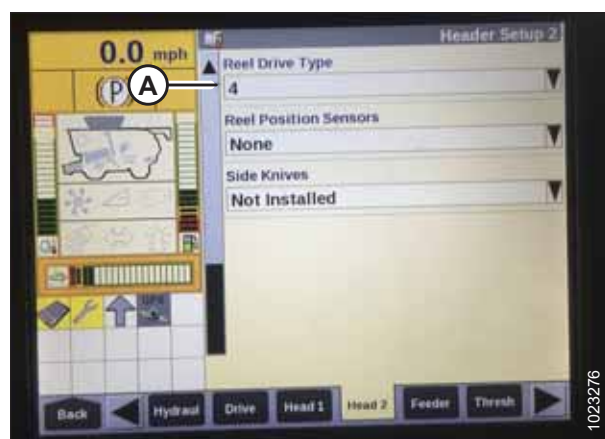 Header Setup 2
0.0 mph
(P)
A
Reel Drive Type
4
Reel Position Sensors
None
Side Knives
Not Installed
GPS
Back
Hydraul
Drive
Head 1
Head 2
Feeder
Thresh
1023276